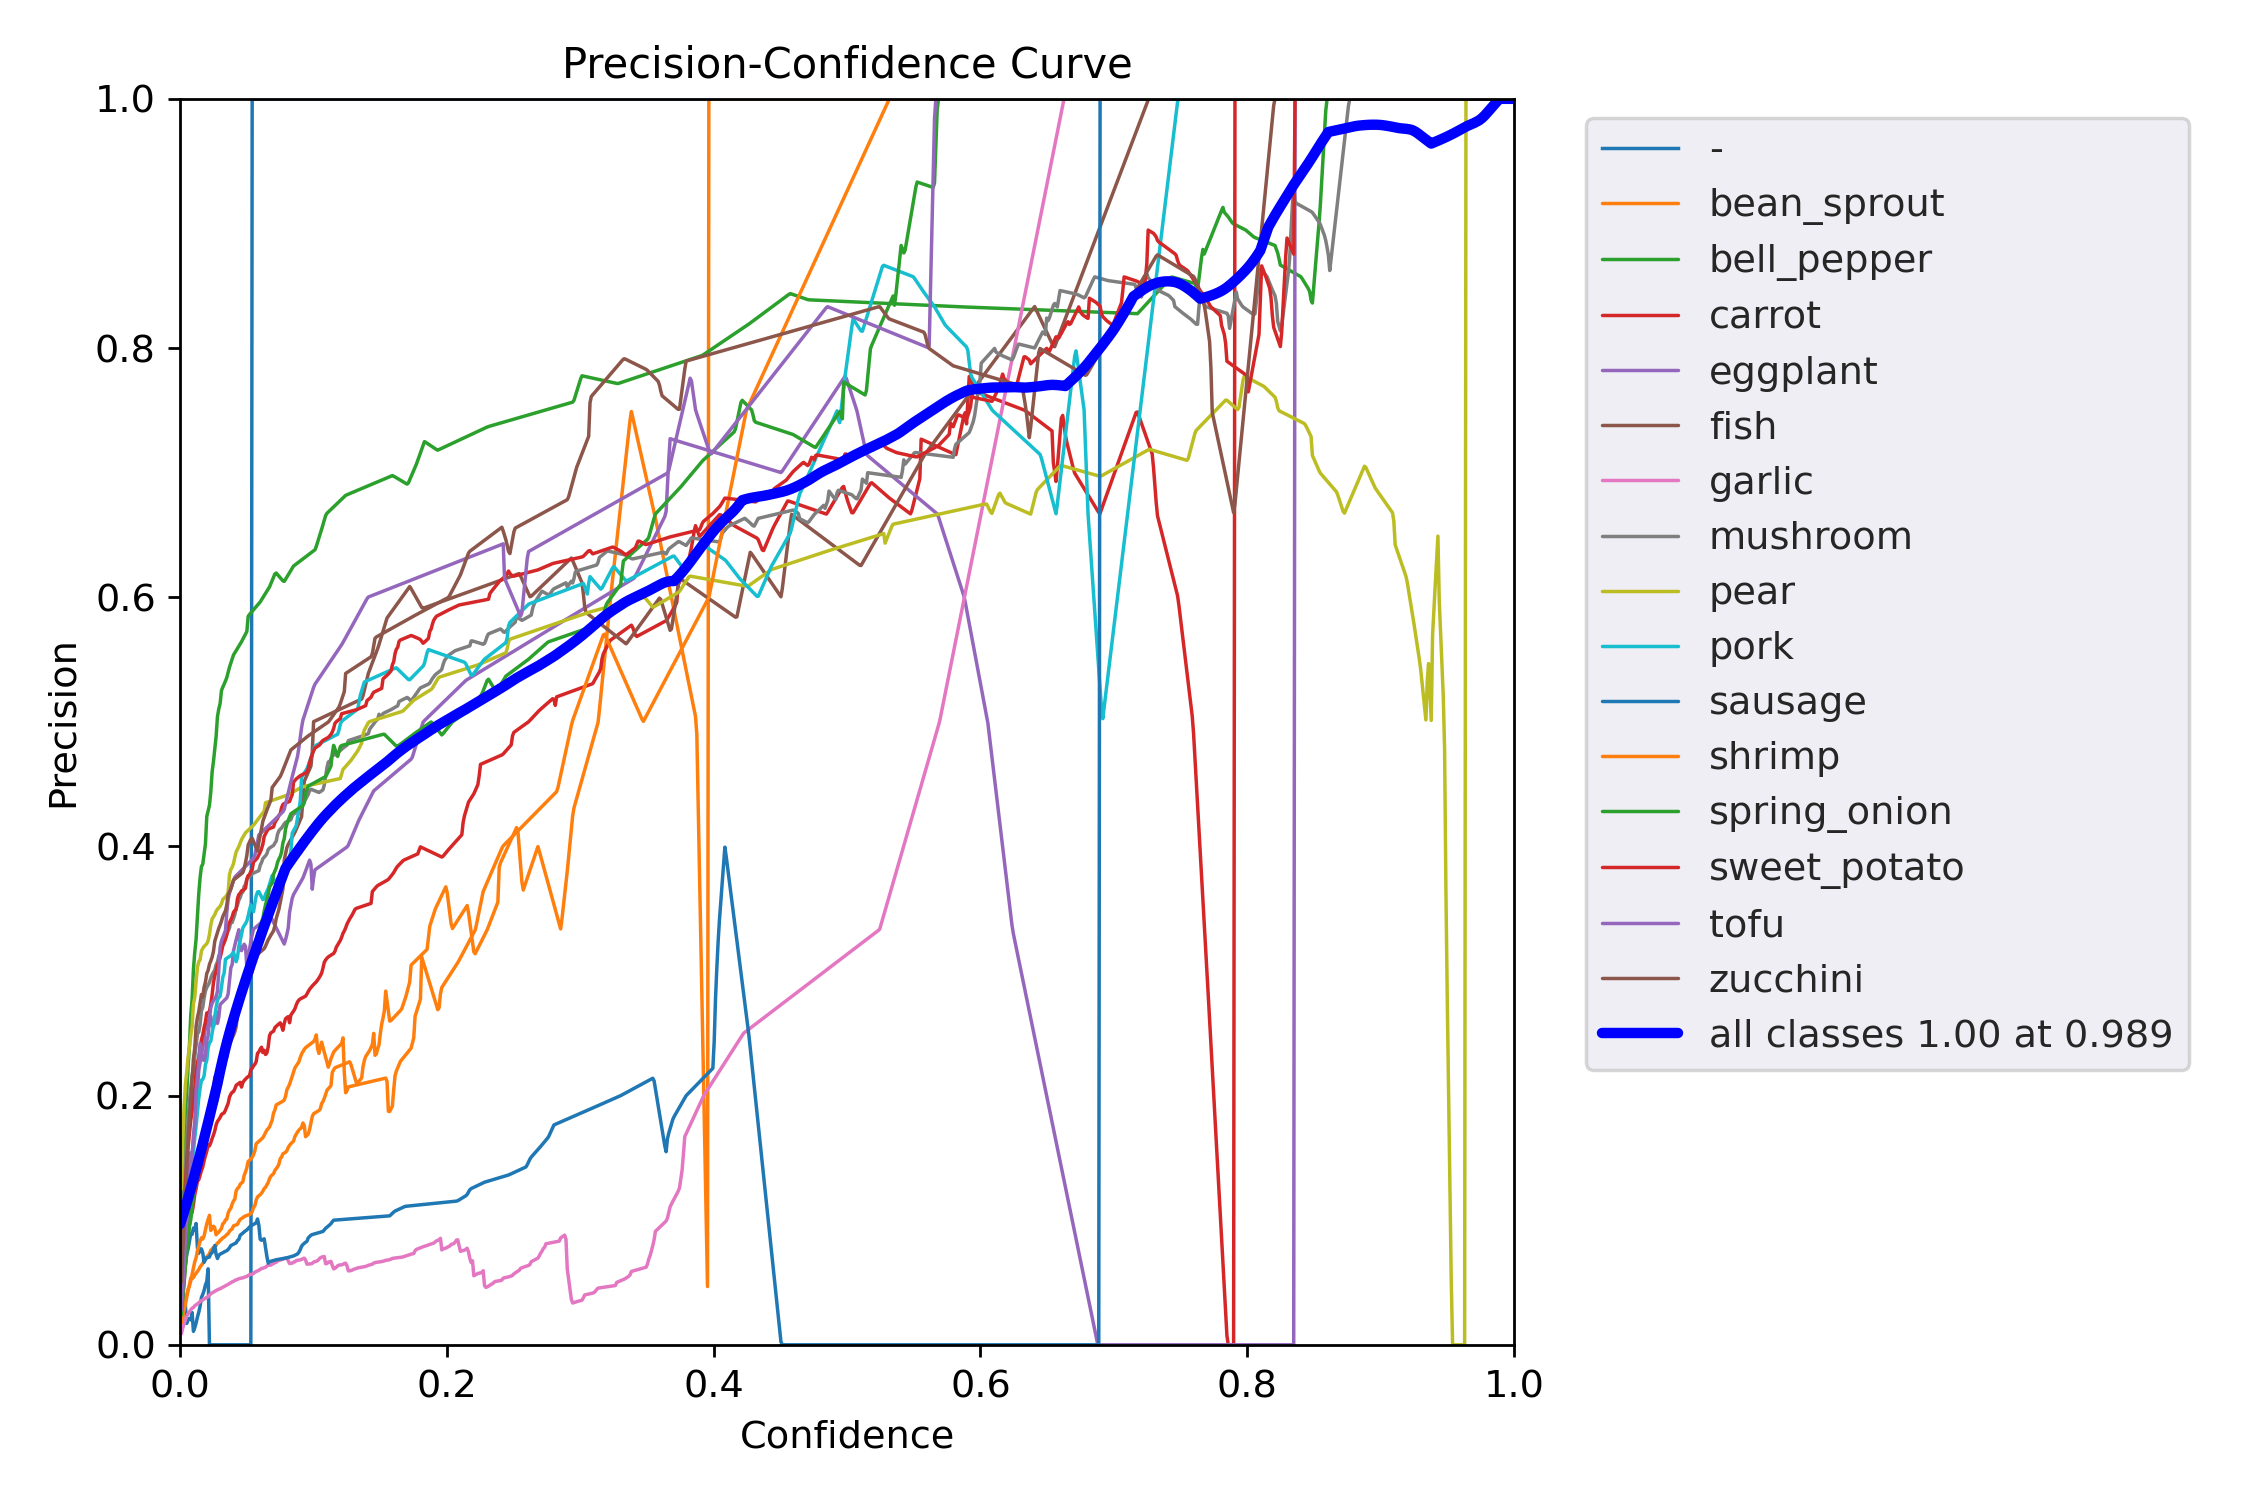 Precision-Confidence Curve
1.0
0.8
0.6
0.4
0.2
0.0
Precision
0.0 0.2 0.4 0.6 0.8 1.0
Confidence
-
bean_sprout
bell_pepper
carrot
eggplant
fish
garlic
mushroom
pear
pork
sausage
shrimp
spring_onion
sweet_potato
tofu
zucchini
all classes 1.00 at 0.989